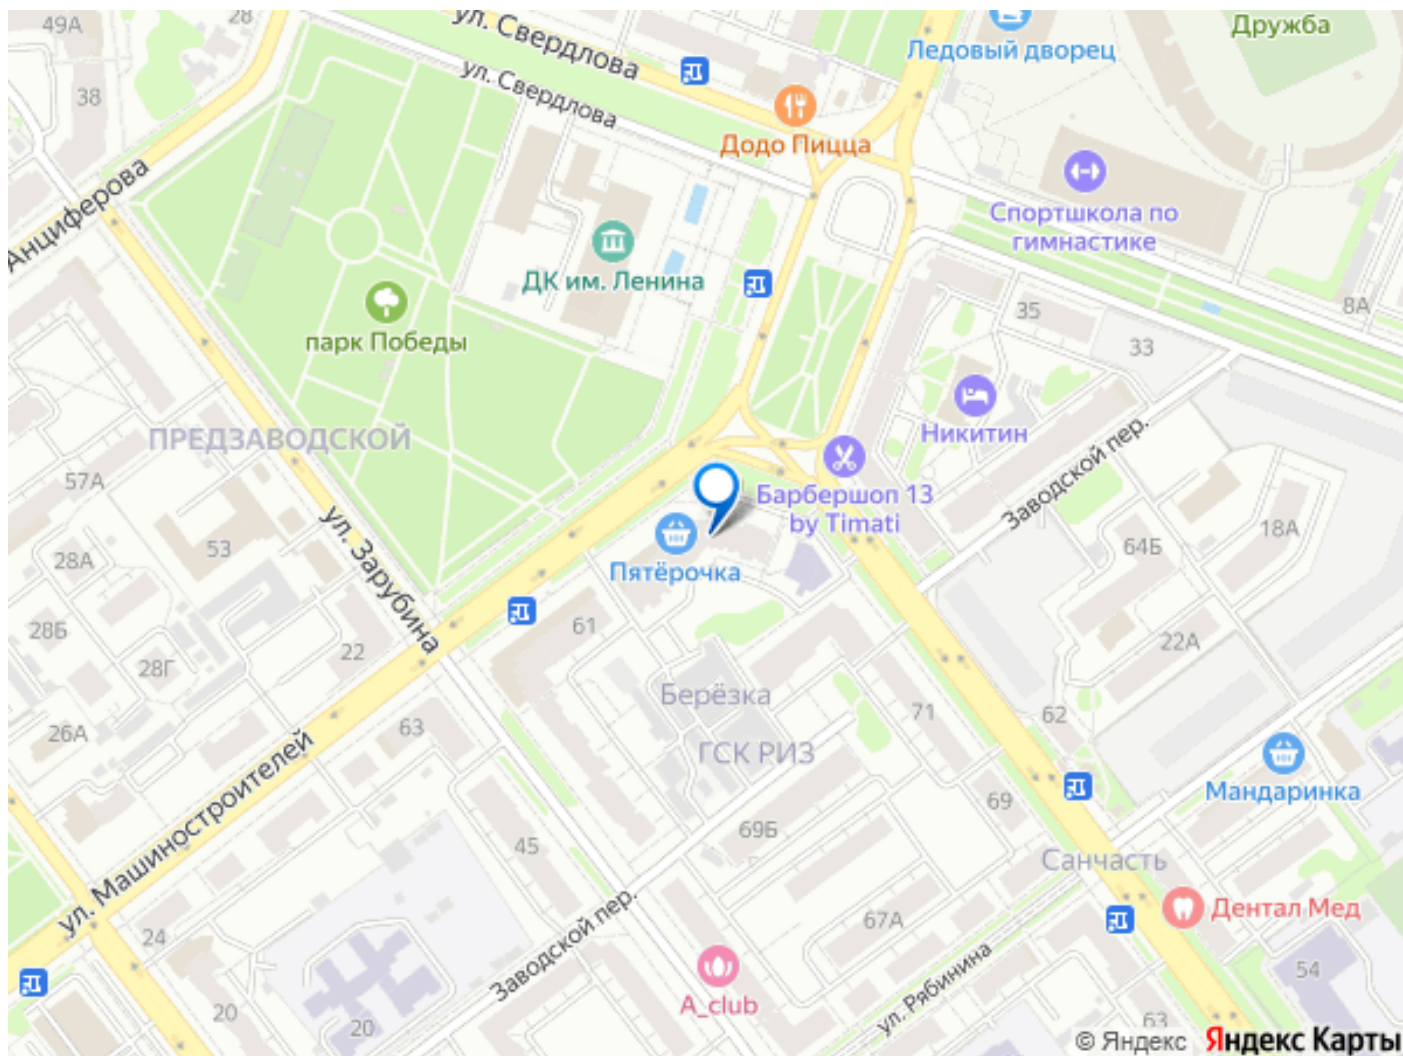 49А
28
ул. Свердлова
Ледовый дворец
Дружба
38
ул. Свердлова
Додо Пицца
Анциферова
Спортшкола по
гимнастике
ДК им. Ленина
парк Победы
35
8А
33
ПРЕДЗАВОДСКОЙ
Никитин
57А
Заводской пер.
Барбершоп 13
by Timati
53
ул. Зарубина
64Б
18А
28А
Пятёрочка
28Б
61
22
28Г
22А
Берёзка
26А
63
71
62
ГСК РИЗ
ул. Машиностроителей
Мандаринка
69
69Б
45
Санчасть
Дентал Мед
67А
24
Заводской пер.
ул. Рябинина
54
A_club
20
20
63
© Яндекс Яндекс Карты